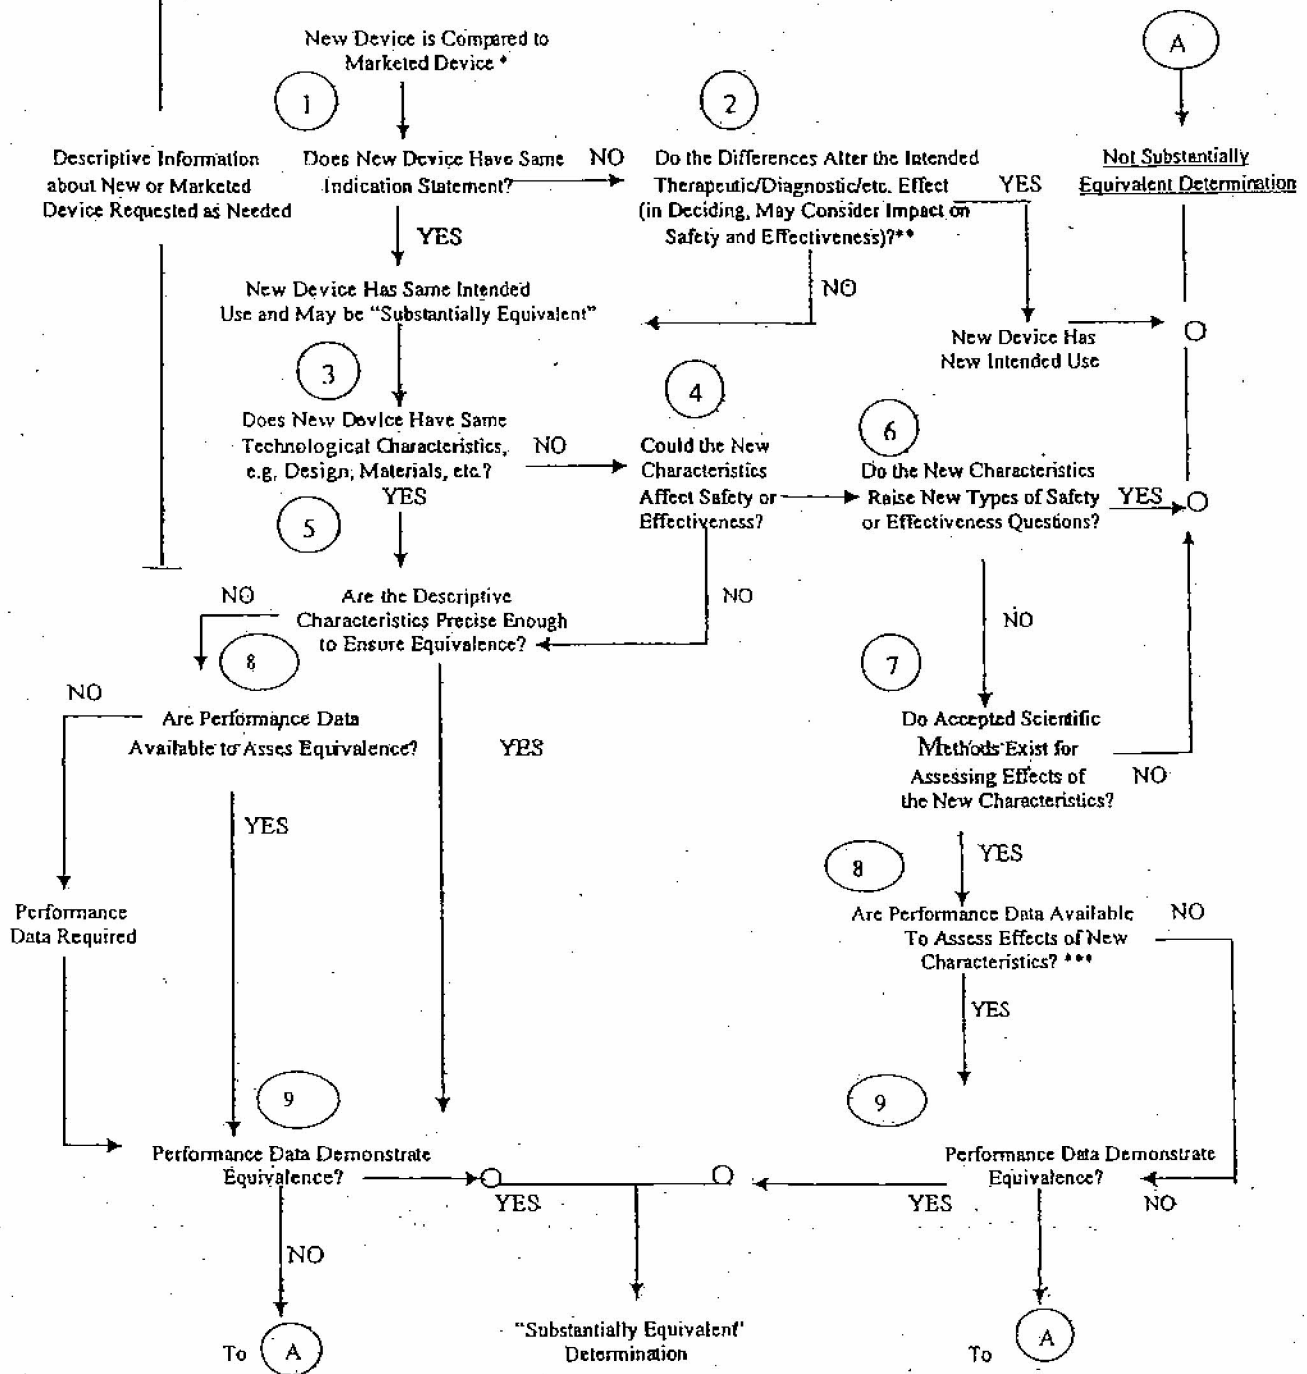 New Device is Compared to
Marketed Device *
A
1
2
Descriptive Information
about New or Marketed
Device Requested as Needed
Does New Device Have Same
Indication Statement?
NO
Do the Differences Alter the Intended
Therapeutic/Diagnostic/etc. Effect
(in Deciding, May Consider Impact on
Safety and Effectiveness)?**
YES
Not Substantially
Equivalent Determination
YES
New Device Has Same Intended
Use and May be "Substantially Equivalent"
NO
New Device Has
New Intended Use
3
4
Does New Device Have Same
Technological Characteristics,
e.g. Design, Materials, etc.?
NO
Could the New
Characteristics
Affect Safety or
Effectiveness?
6
Do the New Characteristics
Raise New Types of Safety
or Effectiveness Questions?
YES
YES
5
NO
Are the Descriptive
Characteristics Precise Enough
to Ensure Equivalence?
NO
NO
8
7
NO
Are Performance Data
Available to Asses Equivalence?
YES
Do Accepted Scientific
Methods Exist for
Assessing Effects of
the New Characteristics?
NO
YES
YES
8
Performance
Data Required
Are Performance Data Available
To Assess Effects of New
Characteristics? ***
NO
YES
9
9
Performance Data Demonstrate
Equivalence?
YES
Performance Data Demonstrate
Equivalence?
YES
NO
NO
To
A
"Substantially Equivalent'
Determination
To
A